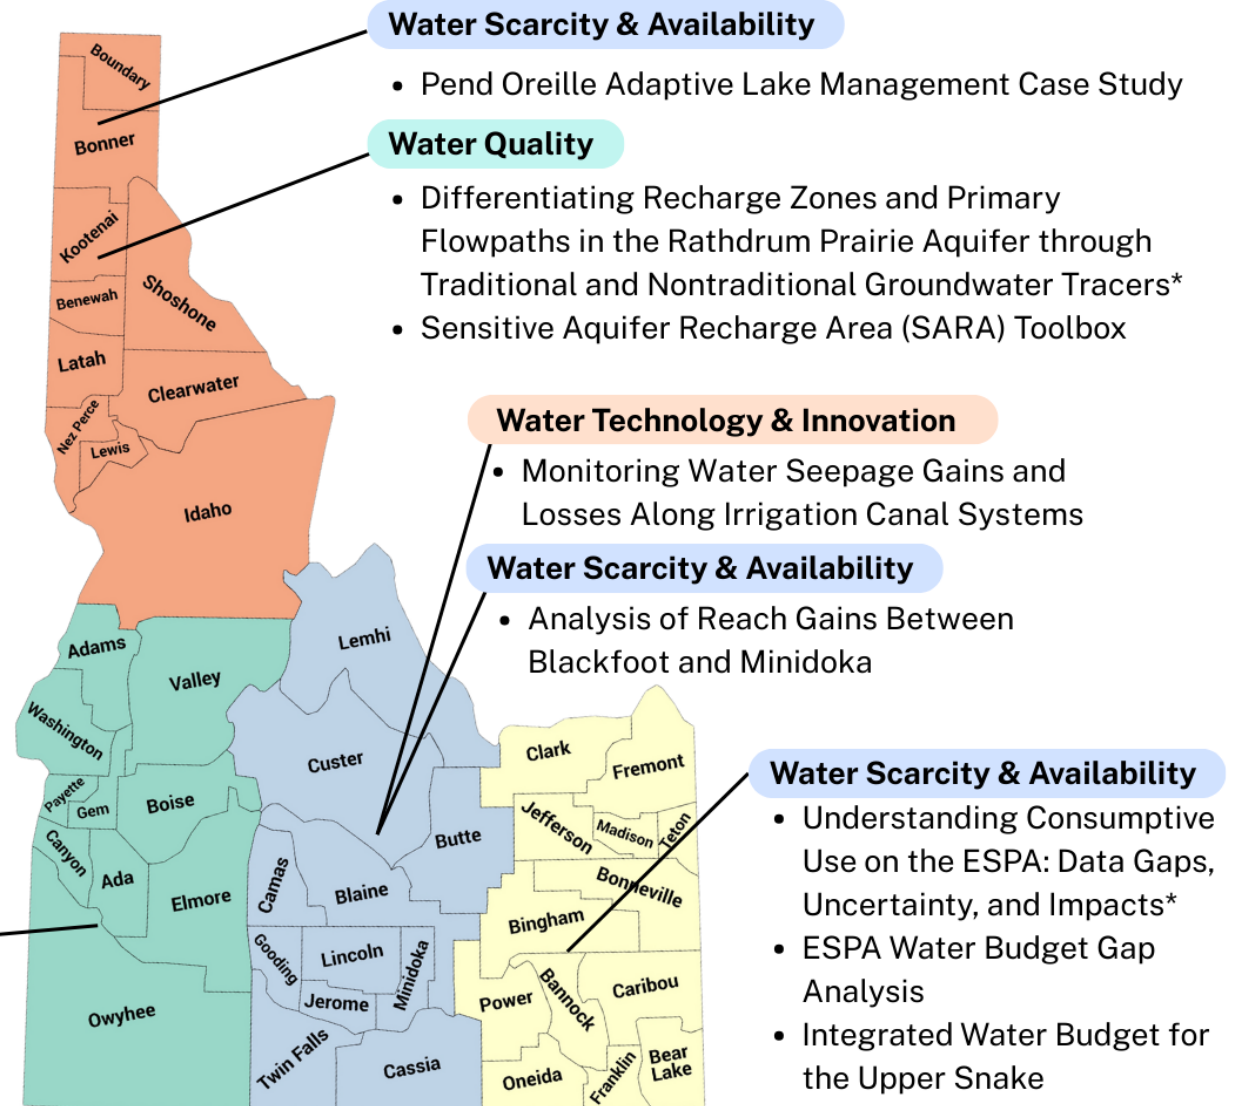 Water Scarcity & Availability
• Pend Oreille Adaptive Lake Management Case Study
Water Quality
• Differentiating Recharge Zones and Primary
Flowpaths in the Rathdrum Prairie Aquifer through
Traditional and Nontraditional Groundwater Tracers*
• Sensitive Aquifer Recharge Area (SARA) Toolbox
Water Technology & Innovation
• Monitoring Water Seepage Gains and
Losses Along Irrigation Canal Systems
Water Scarcity & Availability
• Analysis of Reach Gains Between
Blackfoot and Minidoka
Water Scarcity & Availability
• Understanding Consumptive
Use on the ESPA: Data Gaps,
Uncertainty, and Impacts*
• ESPA Water Budget Gap
Analysis
• Integrated Water Budget for
the Upper Snake
Boundary
Bonner
Kootenai
Benewah
Shoshone
Latah
Clearwater
Nez Perce
Lewis
Idaho
Adams
Valley
Washington
Payette
Gem
Boise
Canyon
Ada
Elmore
Owyhee
Lemhi
Custer
Butte
Camas
Blaine
Gooding
Lincoln
Minidoka
Jerome
Twin Falls
Cassia
Clark
Fremont
Jefferson
Madison
Teton
Bonneville
Bingham
Power
Bannock
Caribou
Oneida
Franklin
Bear
Lake